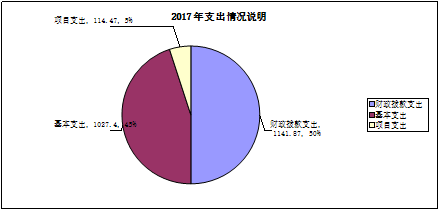 2017年支出情况说明
项目支出, 114.47, 5%
基本支出, 1027.4, 45%
财政拨款支出,
1141.87, 50%
财政拨款支出
基本支出
项目支出